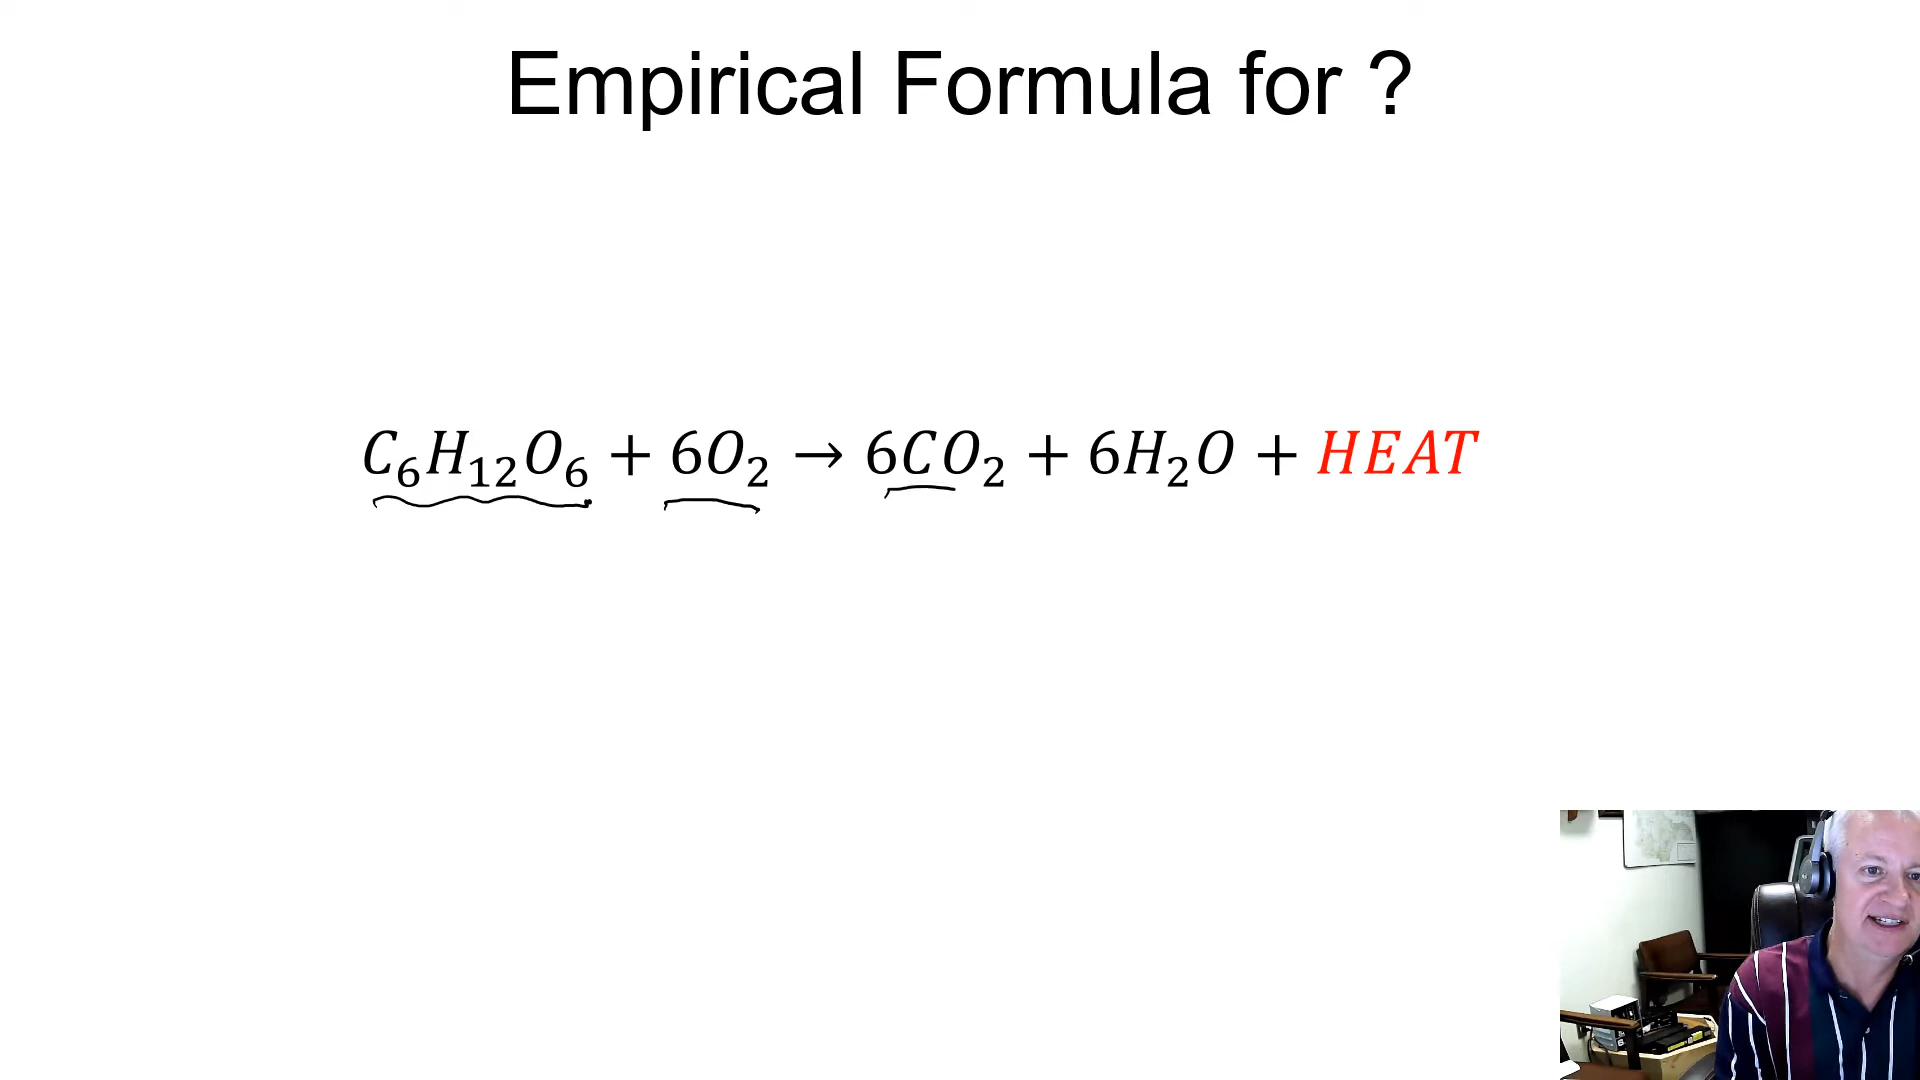 Empirical Formula for ?
C₆H₁₂O₆ + 6O₂ → 6CO₂ + 6H₂O + HEAT